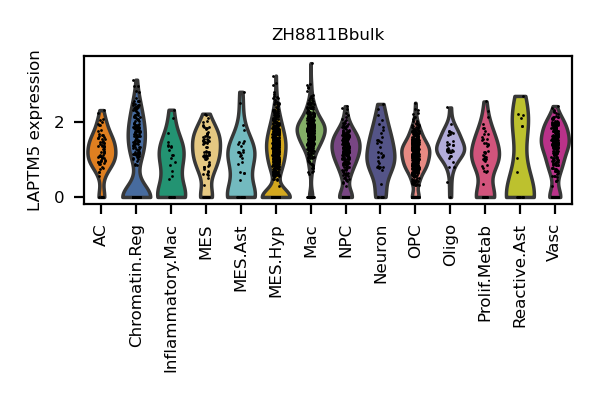 ZH8811Bbulk
LAPTM5 expression
2
0
AC
Chromatin.Reg
Inflammatory.Mac
MES
MES.Ast
MES.Hyp
Mac
NPC
Neuron
OPC
Oligo
Prolif.Metab
Reactive.Ast
Vasc